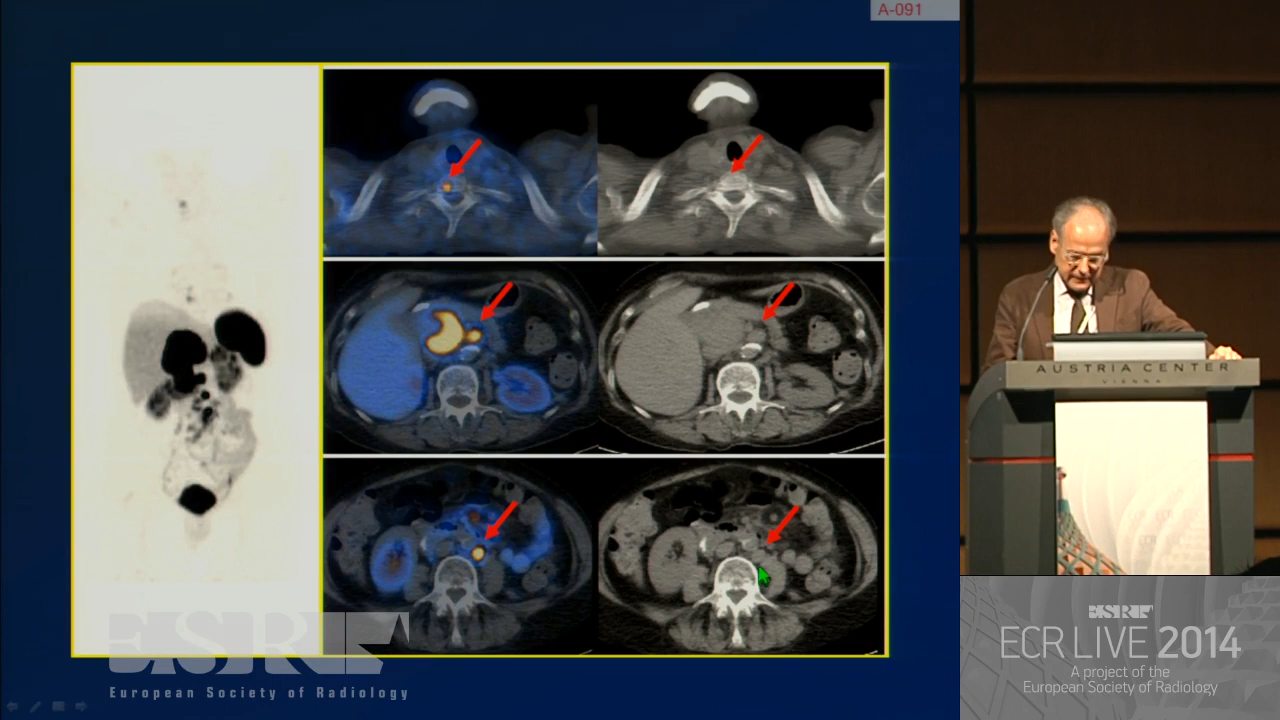 A-091
AUSTRIA CENTER
VIENNA
ESR
European Society of Radiology
ESR
ECR LIVE 2014
A project of the
European Society of Radiology